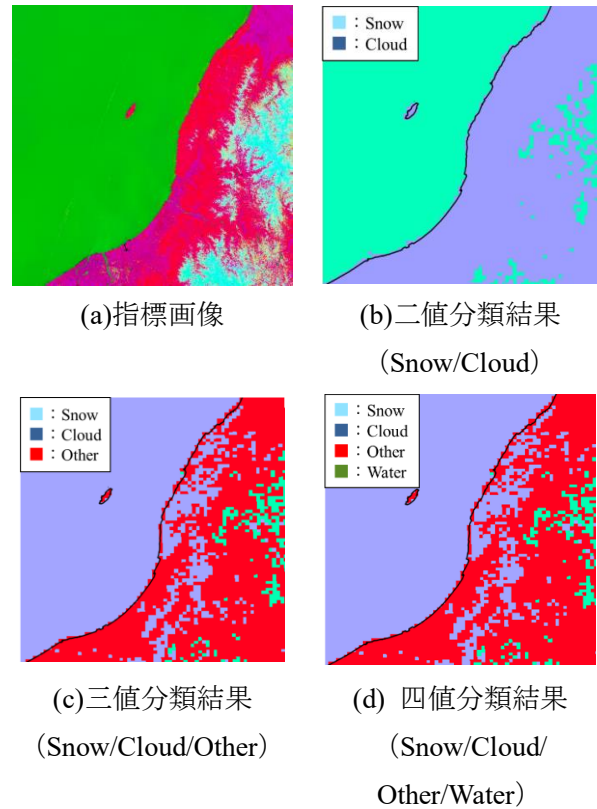 ：Snow
：Cloud
(a)指標画像
(b)二値分類結果
（Snow/Cloud）
：Snow
：Cloud
：Other
：Snow
：Cloud
：Other
：Water
(c)三値分類結果
（Snow/Cloud/Other）
(d) 四値分類結果
（Snow/Cloud/
Other/Water）